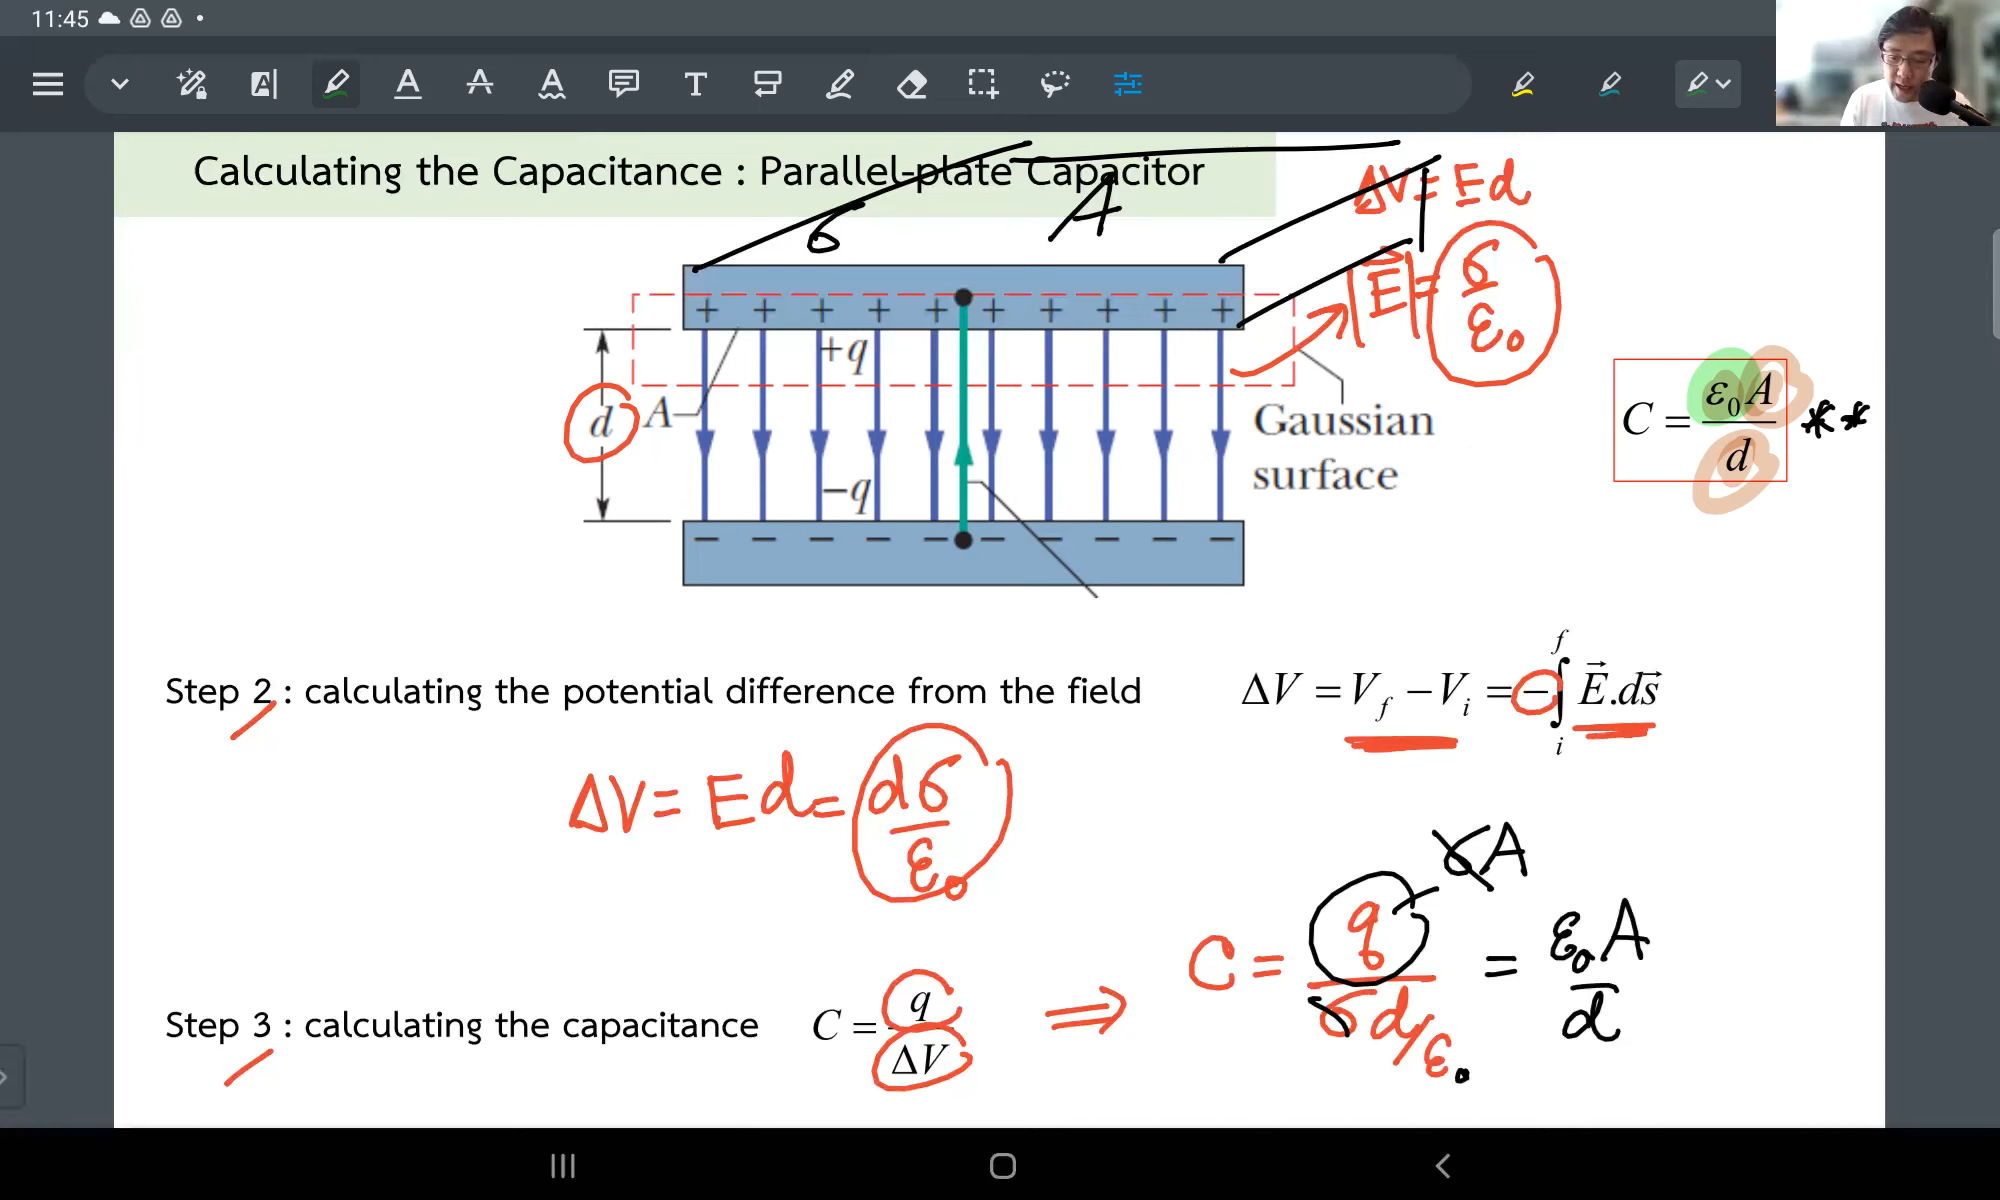 11:45
Calculating the Capacitance : Parallel-plate Capacitor
σ A
ΔV = Ed
|E⃗| = σ/ε₀
+ + + + + + + + + +
+q
d A
−q
Gaussian
surface
− − − − − − − − − −
C = ε₀A/d **
Step 2 : calculating the potential difference from the field ΔV = V_f − V_i = −∫_i^f E⃗.ds⃗
ΔV = Ed = dσ/ε₀
σA
Step 3 : calculating the capacitance C = q/ΔV ⇒ C = q/(σd/ε₀) = ε₀A/d